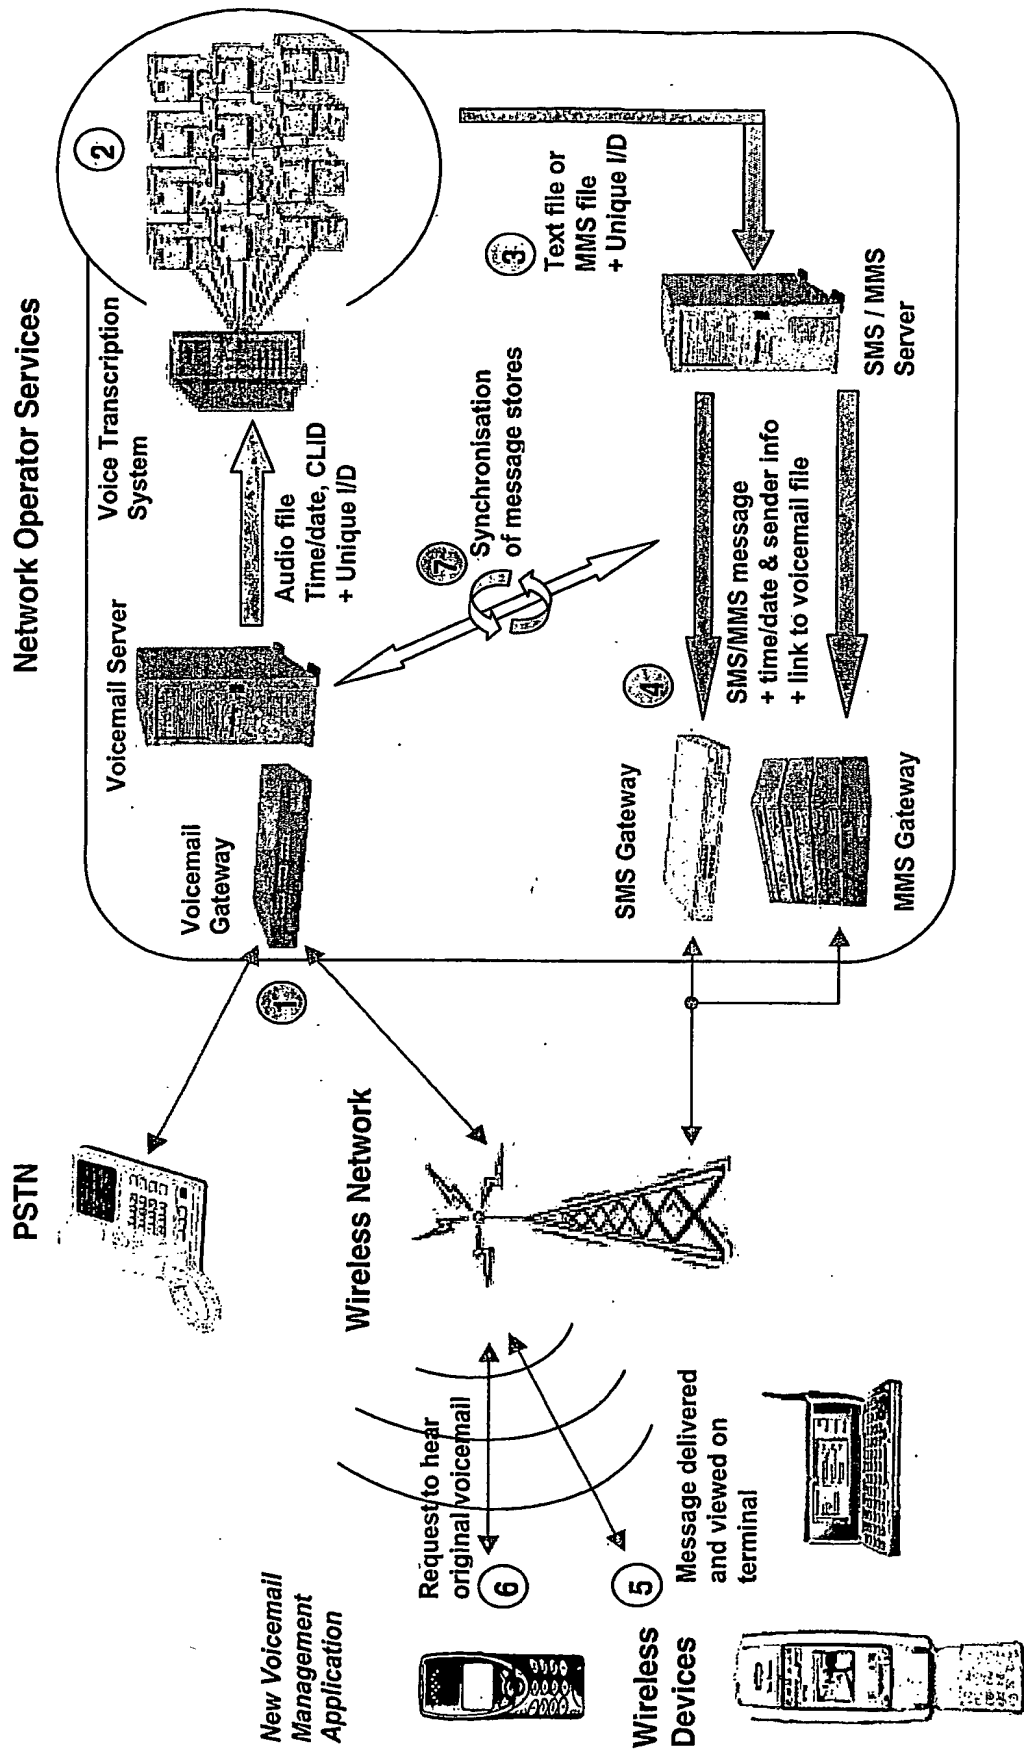 New Voicemail
Management
Application
PSTN
Network Operator Services
Voicemail
Gateway
Voicemail Server
Voice Transcription
System
2
1
Audio file
Time/date, CLID
+ Unique I/D
Wireless Network
Request to hear
original voicemail
6
7
Synchronisation
of message stores
3
Text file or
MMS file
+ Unique I/D
Wireless
Devices
5
Message delivered
and viewed on
terminal
SMS Gateway
4
SMS/MMS message
+ time/date & sender info
+ link to voicemail file
MMS Gateway
SMS / MMS
Server